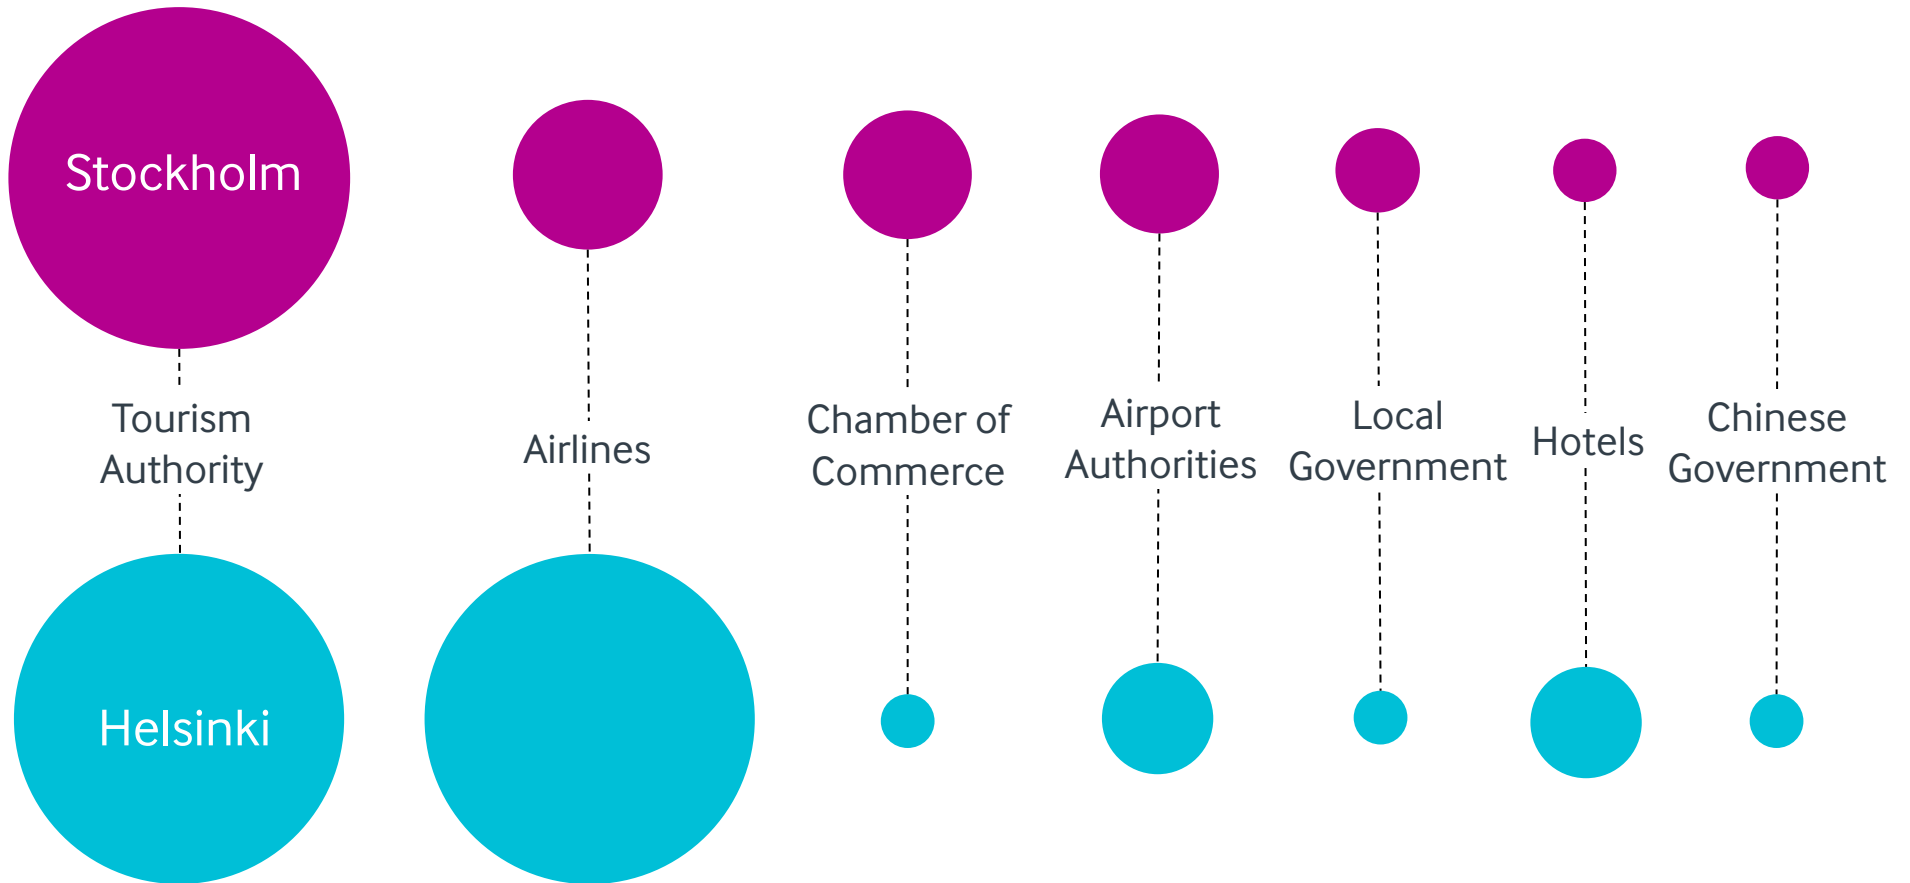 Stockholm
Tourism
Authority
Airlines
Chamber of
Commerce
Airport
Authorities
Local
Government
Hotels
Chinese
Government
Helsinki